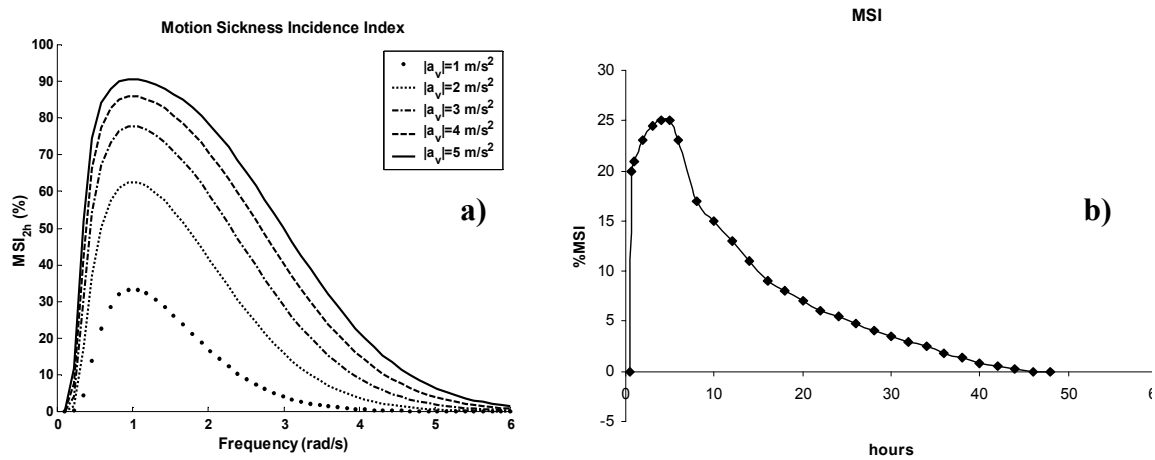 Motion Sickness Incidence Index
100
90
80
70
60
50
40
30
20
10
0
MSI2h (%)
0 1 2 3 4 5 6
Frequency (rad/s)
|av|=1 m/s2
|av|=2 m/s2
|av|=3 m/s2
|av|=4 m/s2
|av|=5 m/s2
a)
MSI
30
25
20
15
10
5
0
-5
%MSI
0 10 20 30 40 50 6
hours
b)